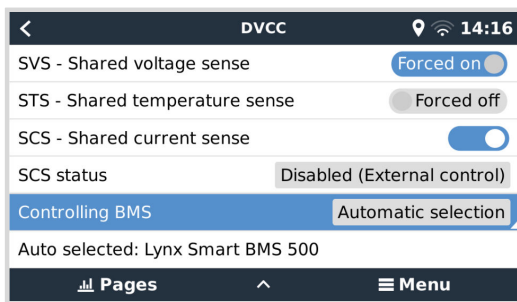 DVCC 14:16
SVS - Shared voltage sense Forced on
STS - Shared temperature sense Forced off
SCS - Shared current sense
SCS status Disabled (External control)
Controlling BMS Automatic selection
Auto selected: Lynx Smart BMS 500
Pages Menu